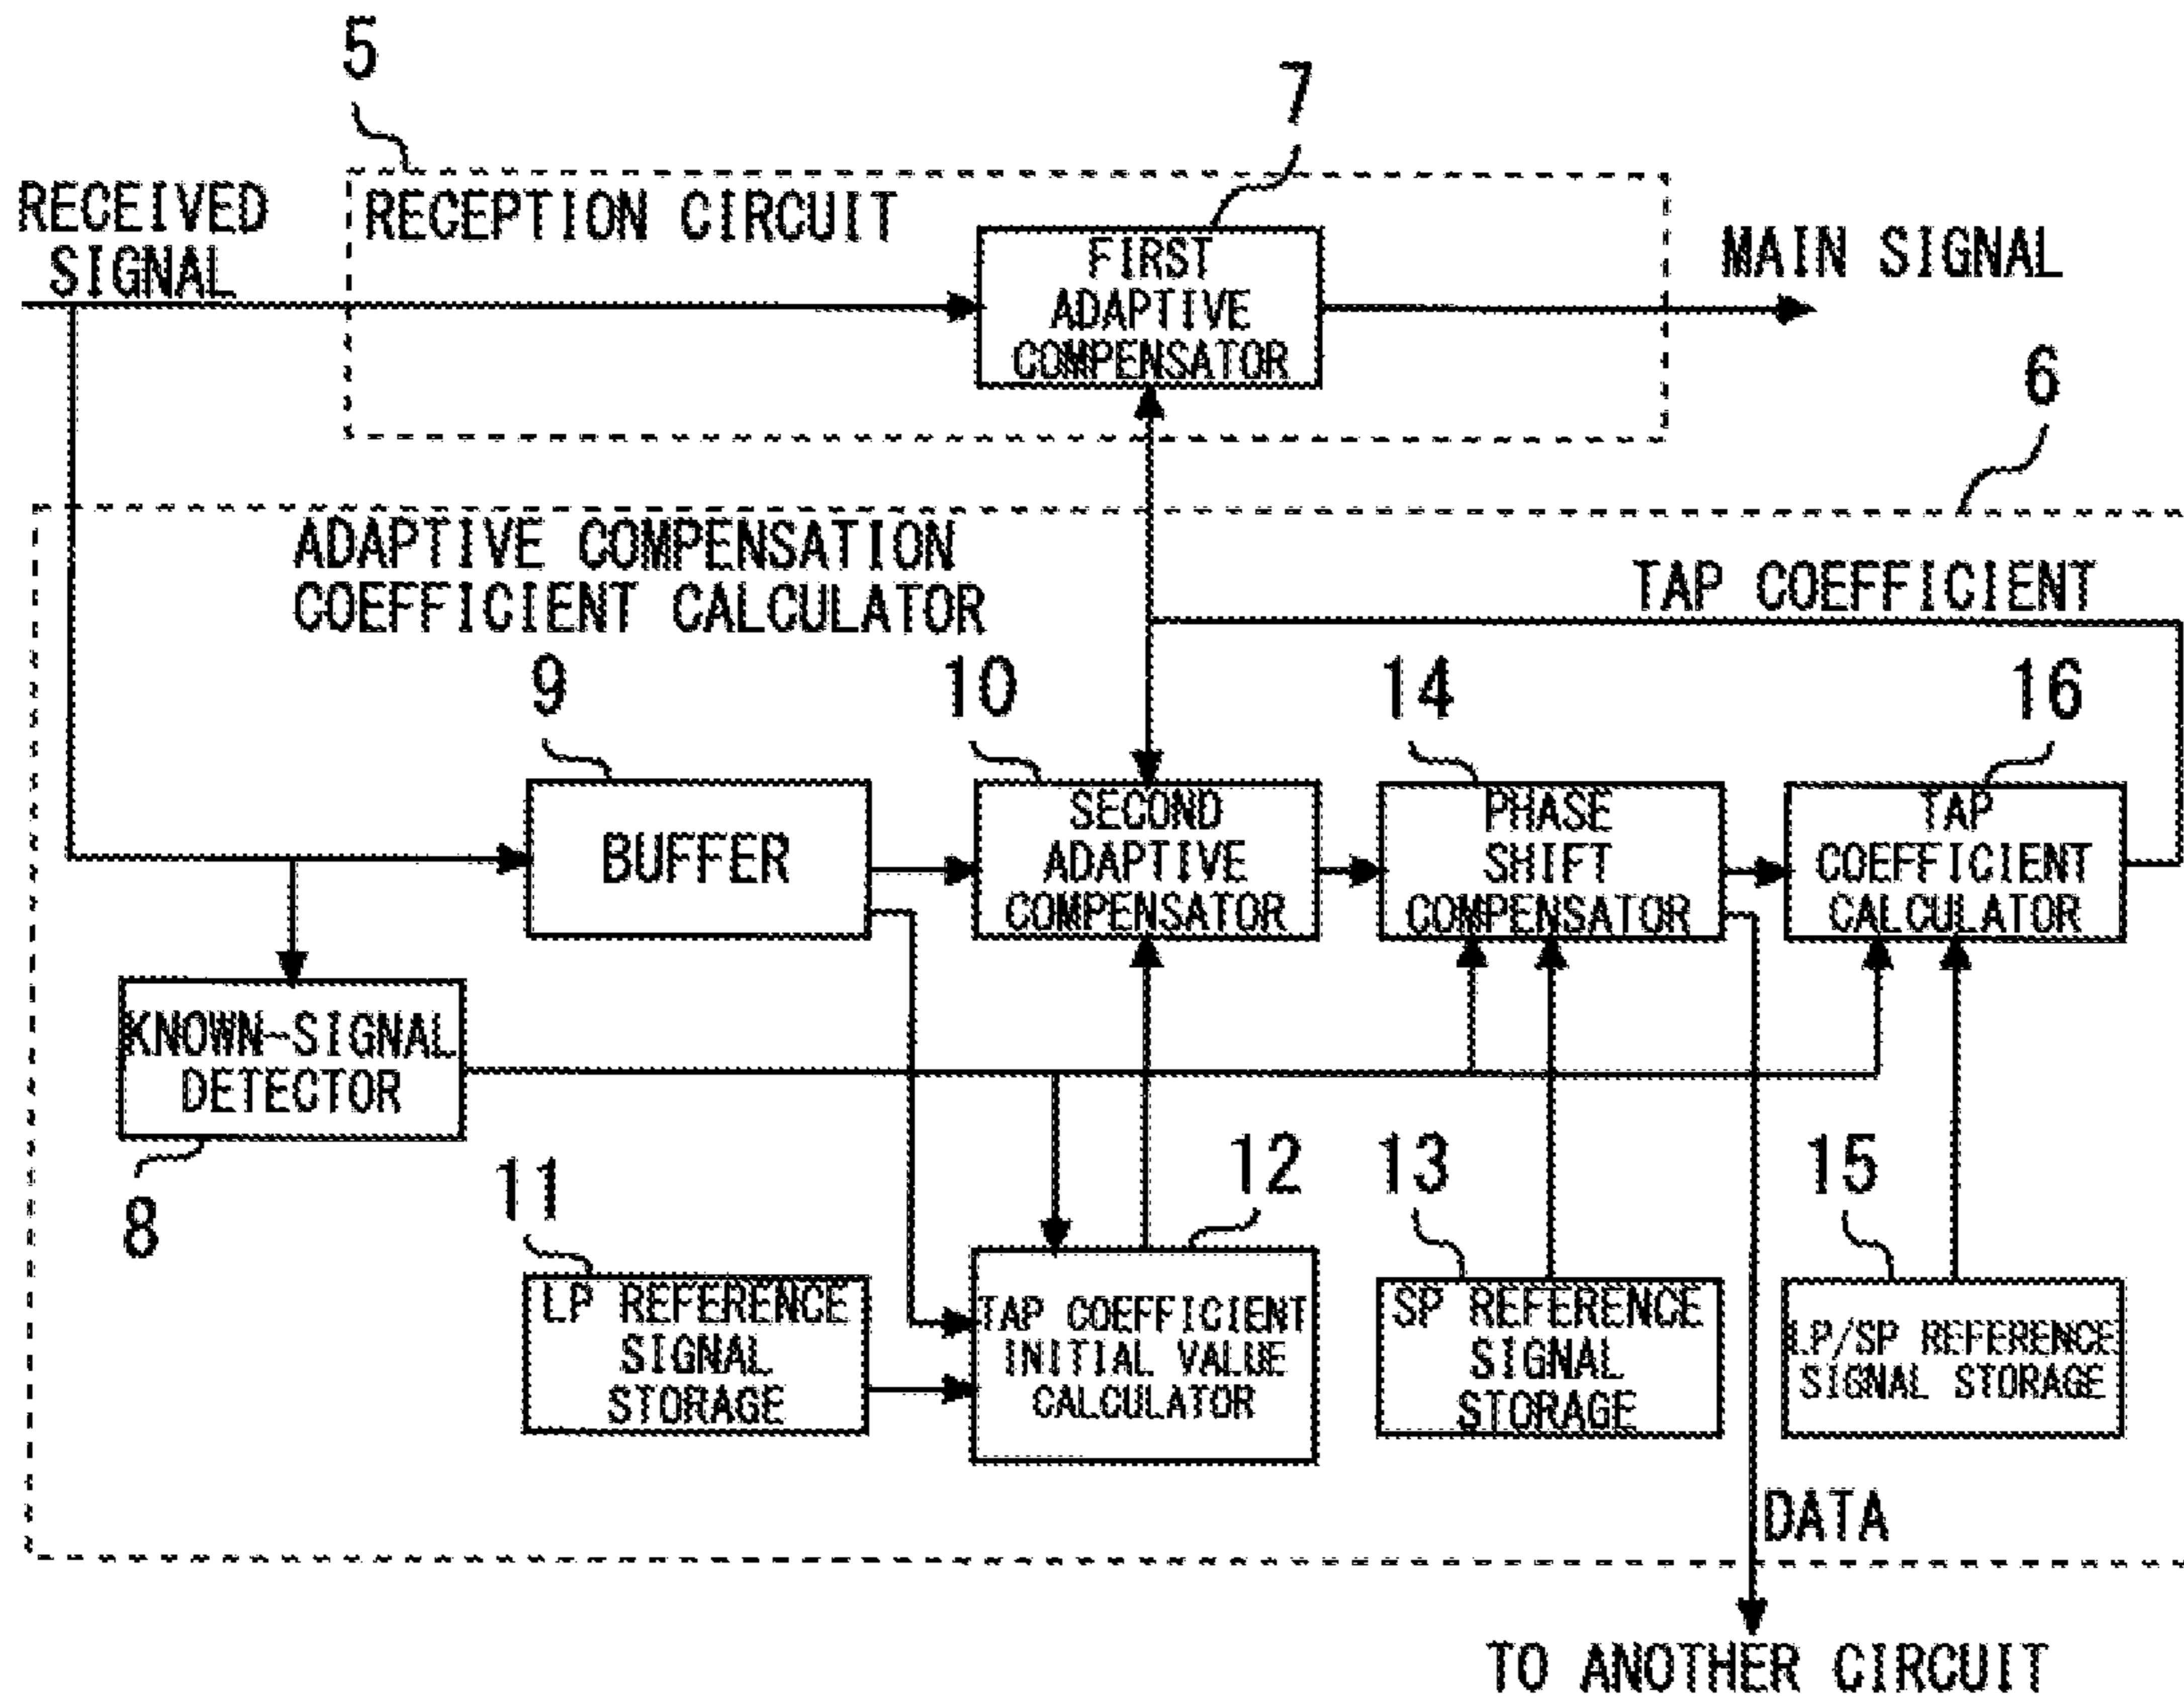 5
7
RECEIVED
SIGNAL
RECEPTION CIRCUIT
FIRST
ADAPTIVE
COMPENSATOR
MAIN SIGNAL
6
ADAPTIVE COMPENSATION
COEFFICIENT CALCULATOR
TAP COEFFICIENT
9
10
14
16
BUFFER
SECOND
ADAPTIVE
COMPENSATOR
PHASE
SHIFT
COMPENSATOR
TAP
COEFFICIENT
CALCULATOR
KNOWN-SIGNAL
DETECTOR
8
11
12
13
15
LP REFERENCE
SIGNAL
STORAGE
TAP COEFFICIENT
INITIAL VALUE
CALCULATOR
SP REFERENCE
SIGNAL
STORAGE
LP/SP REFERENCE
SIGNAL STORAGE
DATA
TO ANOTHER CIRCUIT